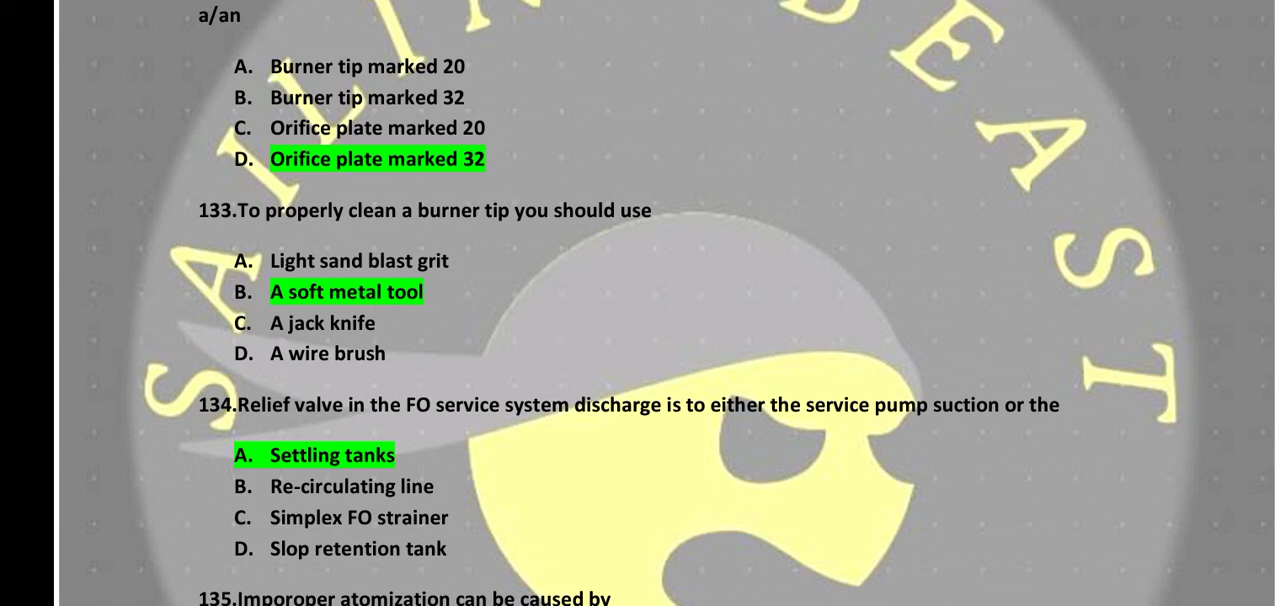 a/an
A. Burner tip marked 20
B. Burner tip marked 32
C. Orifice plate marked 20
D. Orifice plate marked 32
133.To properly clean a burner tip you should use
A. Light sand blast grit
B. A soft metal tool
C. A jack knife
D. A wire brush
134.Relief valve in the FO service system discharge is to either the service pump suction or the
A. Settling tanks
B. Re-circulating line
C. Simplex FO strainer
D. Slop retention tank
135.Imporoper atomization can be caused by